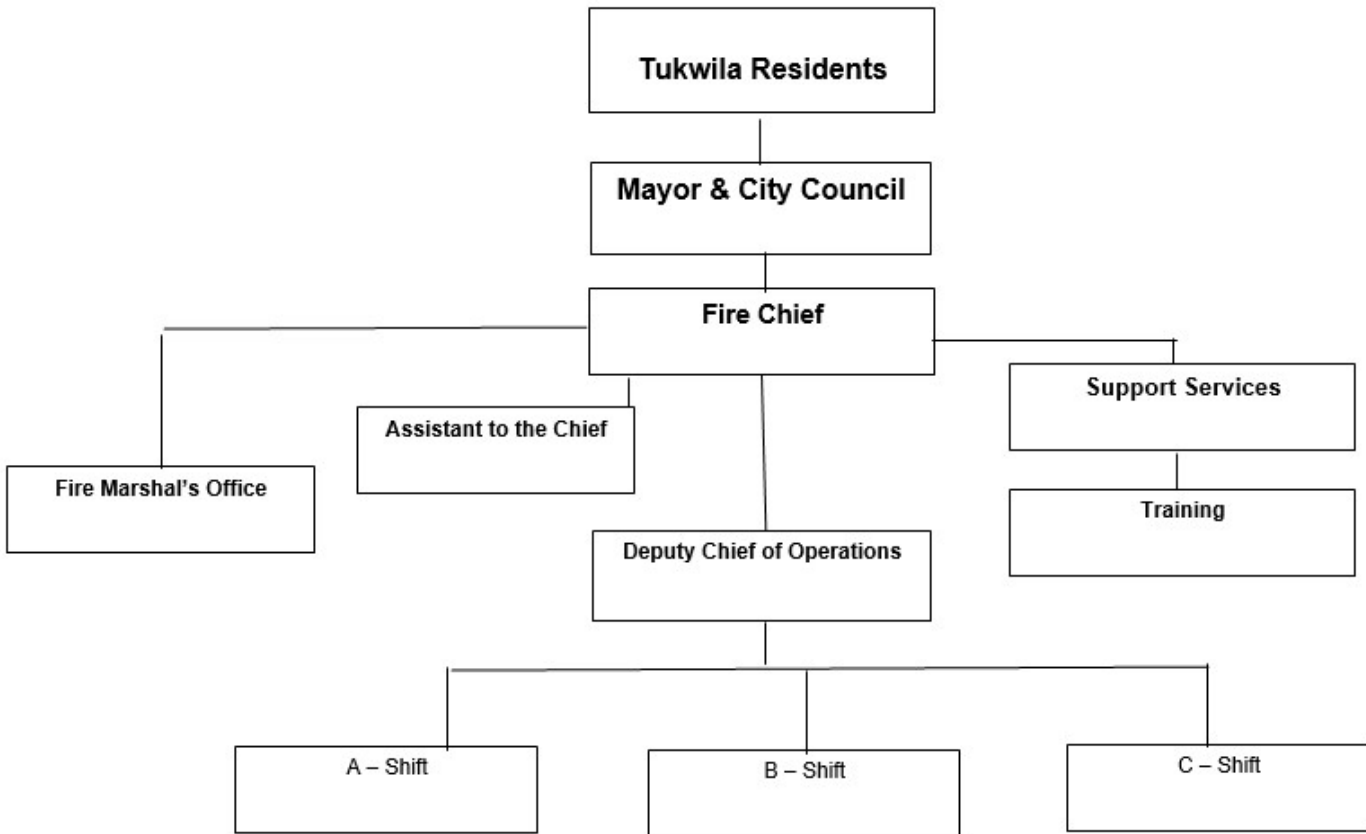 Tukwila Residents
Mayor & City Council
Fire Chief
Support Services
Assistant to the Chief
Fire Marshal’s Office
Training
Deputy Chief of Operations
A – Shift
B – Shift
C – Shift